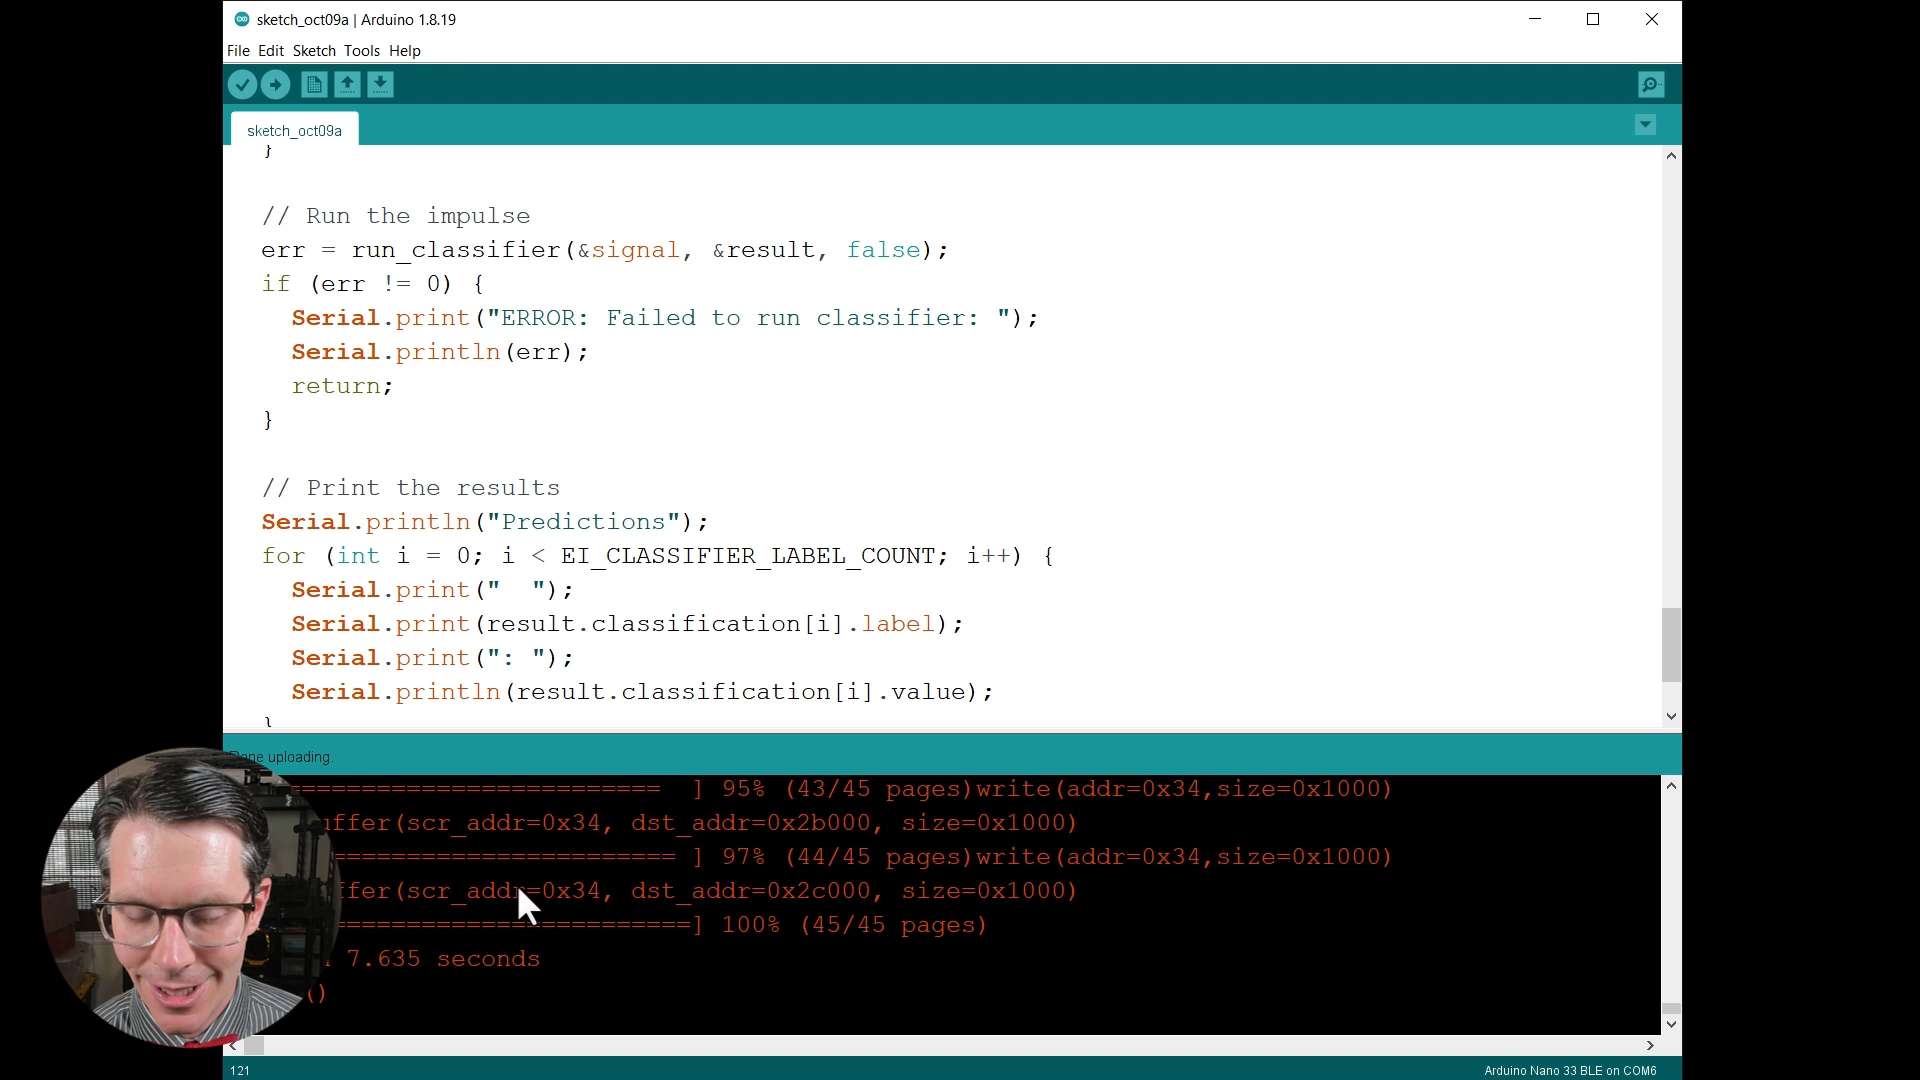 sketch_oct09a | Arduino 1.8.19
File Edit Sketch Tools Help
sketch_oct09a
}
// Run the impulse
err = run_classifier(&signal, &result, false);
if (err != 0) {
Serial.print("ERROR: Failed to run classifier: ");
Serial.println(err);
return;
}
// Print the results
Serial.println("Predictions");
for (int i = 0; i < EI_CLASSIFIER_LABEL_COUNT; i++) {
Serial.print("  ");
Serial.print(result.classification[i].label);
Serial.print(": ");
Serial.println(result.classification[i].value);
}
Done uploading.
========================= ] 95% (43/45 pages)write(addr=0x34,size=0x1000)
uffer(scr_addr=0x34, dst_addr=0x2b000, size=0x1000)
======================= ] 97% (44/45 pages)write(addr=0x34,size=0x1000)
ffer(scr_addr=0x34, dst_addr=0x2c000, size=0x1000)
========================] 100% (45/45 pages)
7.635 seconds
()
121
Arduino Nano 33 BLE on COM6